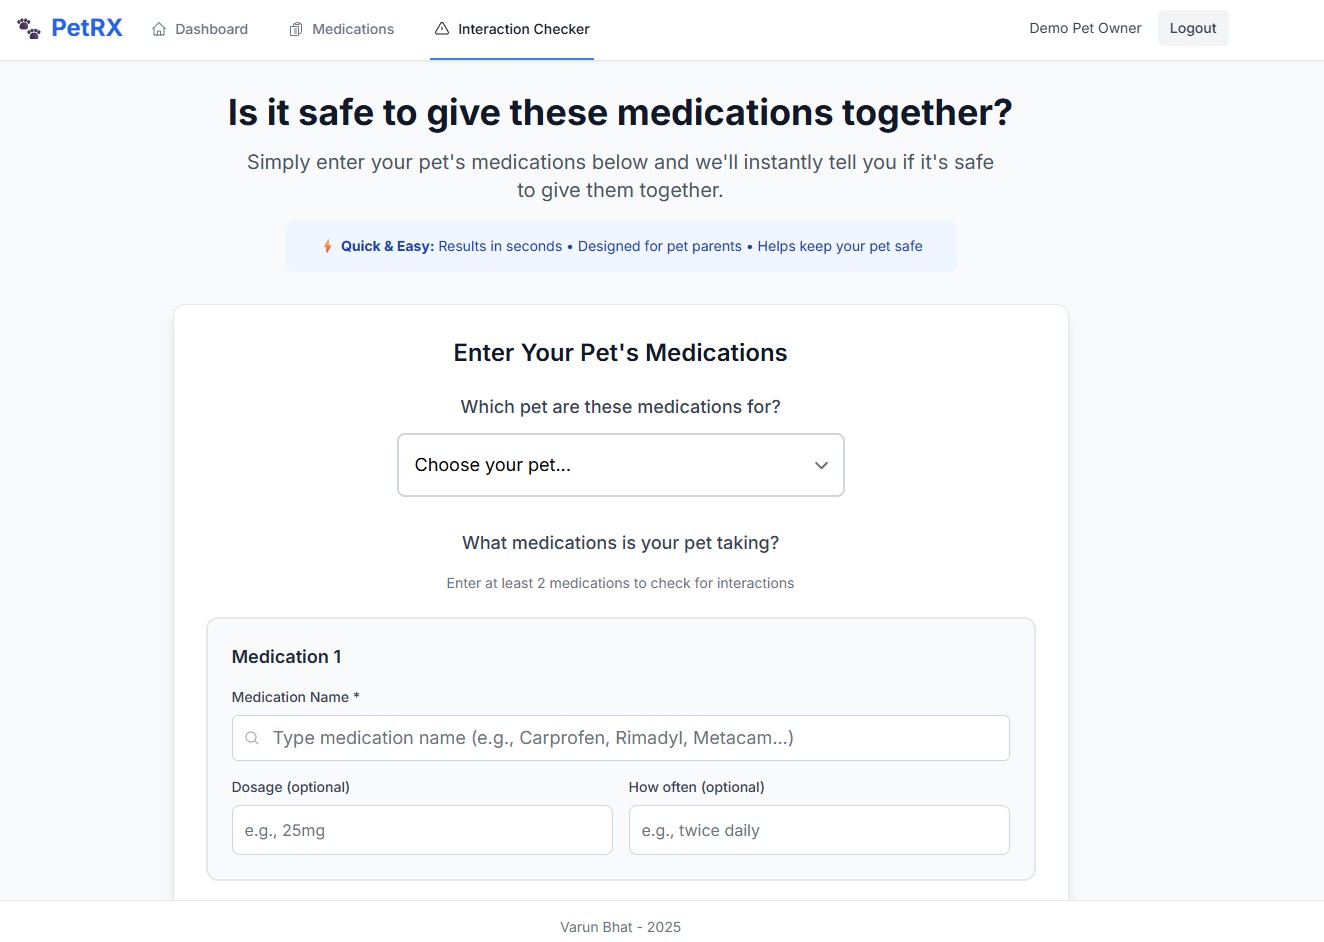 PetRX
Dashboard
Medications
Interaction Checker
Demo Pet Owner
Logout
Is it safe to give these medications together?
Simply enter your pet's medications below and we'll instantly tell you if it's safe
to give them together.
Quick & Easy: Results in seconds • Designed for pet parents • Helps keep your pet safe
Enter Your Pet's Medications
Which pet are these medications for?
Choose your pet...
What medications is your pet taking?
Enter at least 2 medications to check for interactions
Medication 1
Medication Name *
Type medication name (e.g., Carprofen, Rimadyl, Metacam...)
Dosage (optional)
How often (optional)
e.g., 25mg
e.g., twice daily
Varun Bhat - 2025